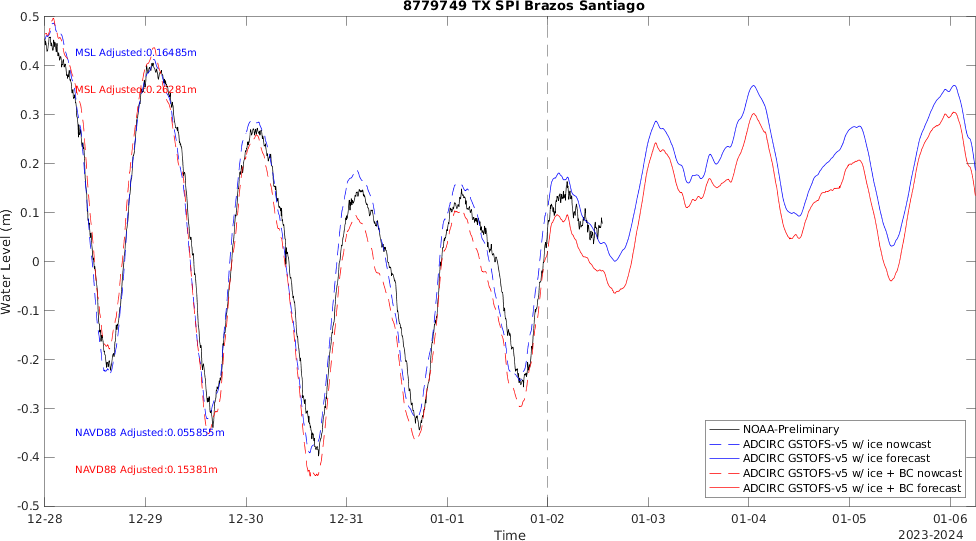 8779749 TX SPI Brazos Santiago
0.5
0.4
0.3
0.2
0.1
0
-0.1
-0.2
-0.3
-0.4
-0.5
Water Level (m)
MSL Adjusted:0.16485m
MSL Adjusted:0.26281m
NAVD88 Adjusted:0.055855m
NAVD88 Adjusted:0.15381m
NOAA-Preliminary
ADCIRC GSTOFS-v5 w/ ice nowcast
ADCIRC GSTOFS-v5 w/ ice forecast
ADCIRC GSTOFS-v5 w/ ice + BC nowcast
ADCIRC GSTOFS-v5 w/ ice + BC forecast
12-28 12-29 12-30 12-31 01-01 01-02 01-03 01-04 01-05 01-06
Time
2023-2024